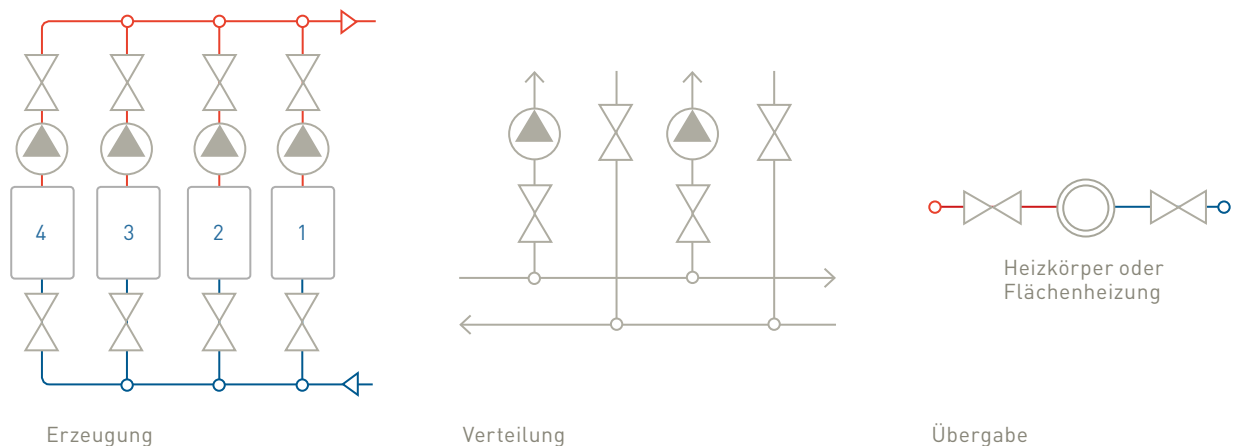 4
3
2
1
Heizkörper oder
Flächenheizung
Erzeugung
Verteilung
Übergabe